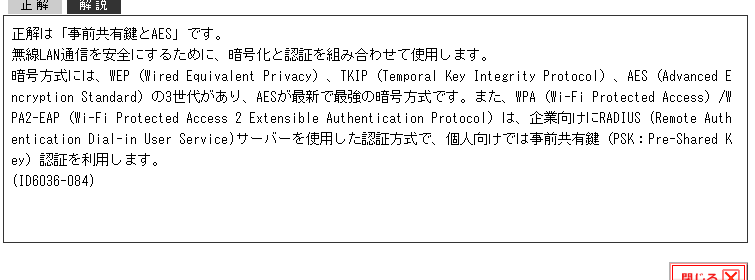 正解 解説
正解は「事前共有鍵とAES」です。
無線LAN通信を安全にするために、暗号化と認証を組み合わせて使用します。
暗号方式には、WEP (Wired Equivalent Privacy) 、TKIP (Temporal Key Integrity Protocol) 、AES (Advanced E
ncryption Standard) の3世代があり、AESが最新で最強の暗号方式です。また、WPA (Wi-Fi Protected Access) /W
PA2-EAP (Wi-Fi Protected Access 2 Extensible Authentication Protocol) は、企業向けにRADIUS (Remote Auth
entication Dial-in User Service)サーバーを使用した認証方式で、個人向けでは事前共有鍵 (PSK：Pre-Shared K
ey) 認証を利用します。
(ID6036-084)
閉じる